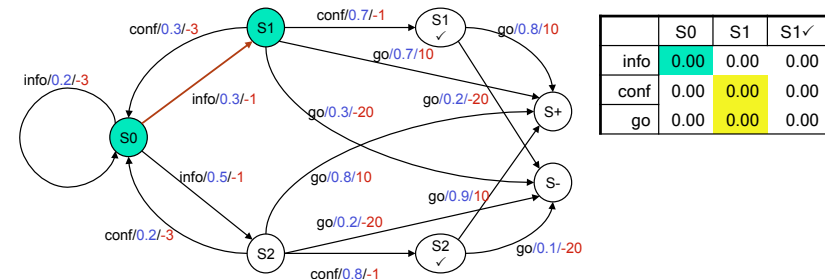 conf/0.3/-3
S1
conf/0.7/-1
S1
✓
go/0.8/10
go/0.7/10
info/0.2/-3
info/0.3/-1
go/0.3/-20
go/0.2/-20
S+
S0
info/0.5/-1
go/0.8/10
go/0.9/10
S-
conf/0.2/-3
go/0.2/-20
S2
conf/0.8/-1
S2
✓
go/0.1/-20
S0 S1 S1✓
info 0.00 0.00 0.00
conf 0.00 0.00 0.00
go 0.00 0.00 0.00